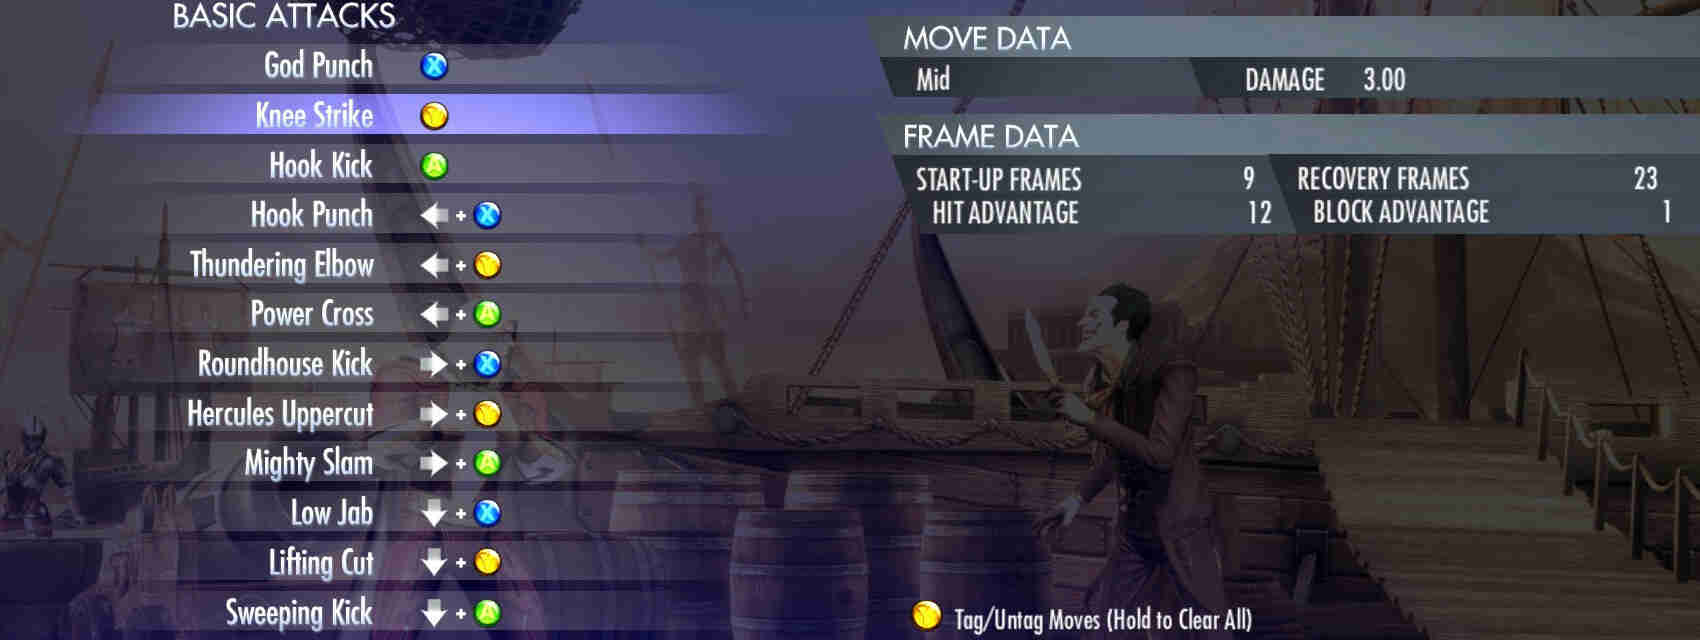 BASIC ATTACKS
God Punch X
Knee Strike Y
Hook Kick A
Hook Punch + X
Thundering Elbow + Y
Power Cross + A
Roundhouse Kick + X
Hercules Uppercut + Y
Mighty Slam + A
Low Jab + X
Lifting Cut + Y
Sweeping Kick + A
MOVE DATA
Mid DAMAGE 3.00
FRAME DATA
START-UP FRAMES 9 RECOVERY FRAMES 23
HIT ADVANTAGE 12 BLOCK ADVANTAGE 1
Y Tag/Untag Moves (Hold to Clear All)